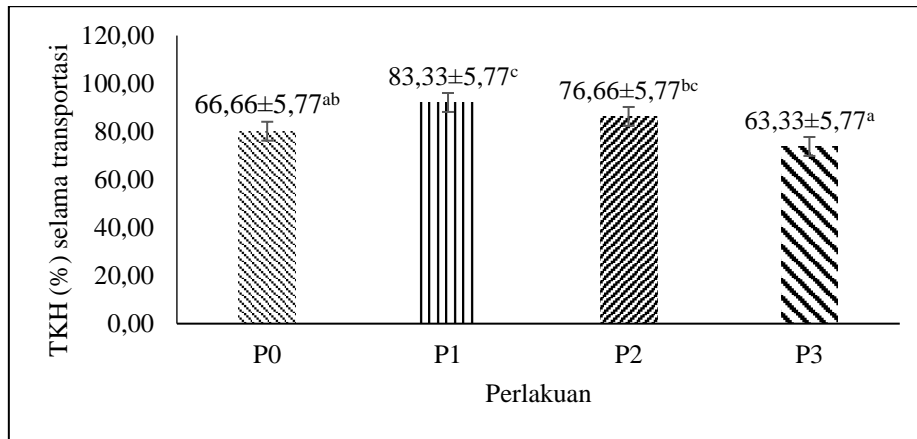 TKH (%) selama transportasi
120,00
100,00
80,00
60,00
40,00
20,00
0,00
66,66±5,77ᵃᵇ
83,33±5,77ᶜ
76,66±5,77ᵇᶜ
63,33±5,77ᵃ
P0 P1 P2 P3
Perlakuan